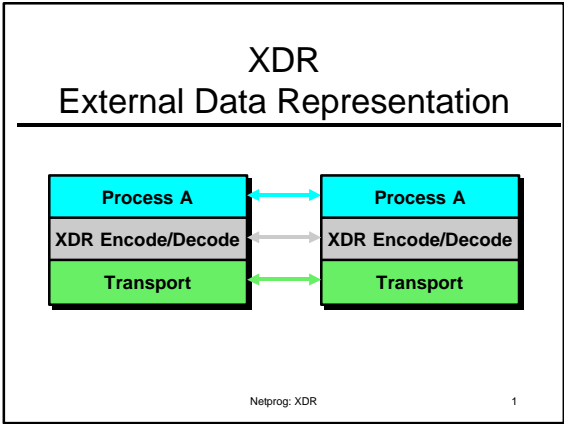 XDR
External Data Representation
Process A
Process A
XDR Encode/Decode
XDR Encode/Decode
Transport
Transport
Netprog: XDR
1